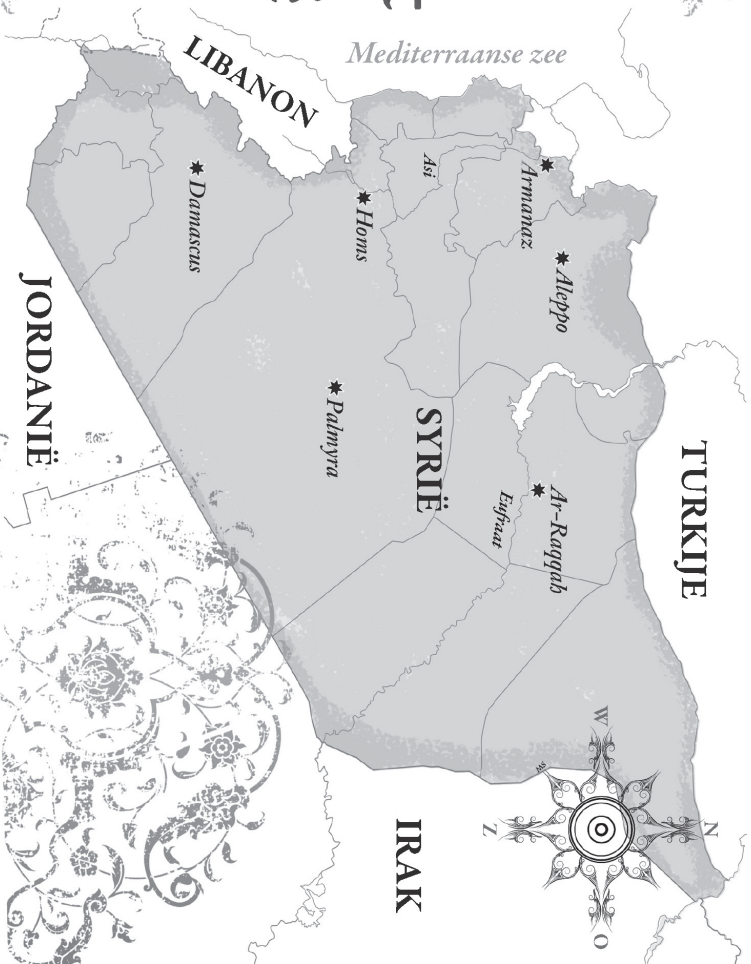 Mediterraanse zee
LIBANON
TURKIJE
Armanaz
Aleppo
Asi
Ar-Raqqah
Eufraat
Homs
SYRIË
Damascus
Palmyra
JORDANIË
IRAK
N
W
O
Z